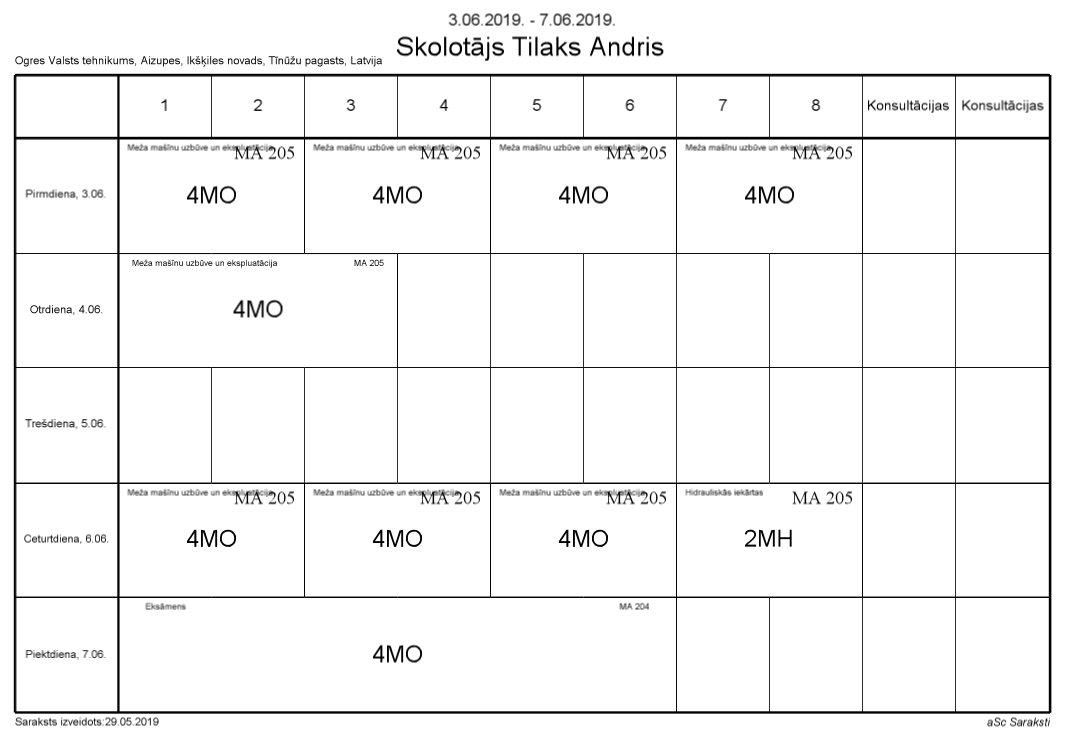 3.06.2019. - 7.06.2019.
Skolotājs Tilaks Andris
Ogres Valsts tehnikums, Aizupes, Ikšķiles novads, Tīnūžu pagasts, Latvija
1 2 3 4 5 6 7 8 Konsultācijas Konsultācijas
Meža mašīnu uzbūve un ekspluatācija MA 205 Meža mašīnu uzbūve un ekspluatācija MA 205 Meža mašīnu uzbūve un ekspluatācija MA 205 Meža mašīnu uzbūve un ekspluatācija MA 205
Pirmdiena, 3.06. 4MO 4MO 4MO 4MO
Meža mašīnu uzbūve un ekspluatācija MA 205
Otrdiena, 4.06. 4MO
Trešdiena, 5.06.
Meža mašīnu uzbūve un ekspluatācija MA 205 Meža mašīnu uzbūve un ekspluatācija MA 205 Meža mašīnu uzbūve un ekspluatācija MA 205 Hidrauliskās iekārtas MA 205
Ceturtdiena, 6.06. 4MO 4MO 4MO 2MH
Eksāmens MA 204
Piektdiena, 7.06. 4MO
Saraksts izveidots:29.05.2019 aSc Saraksti